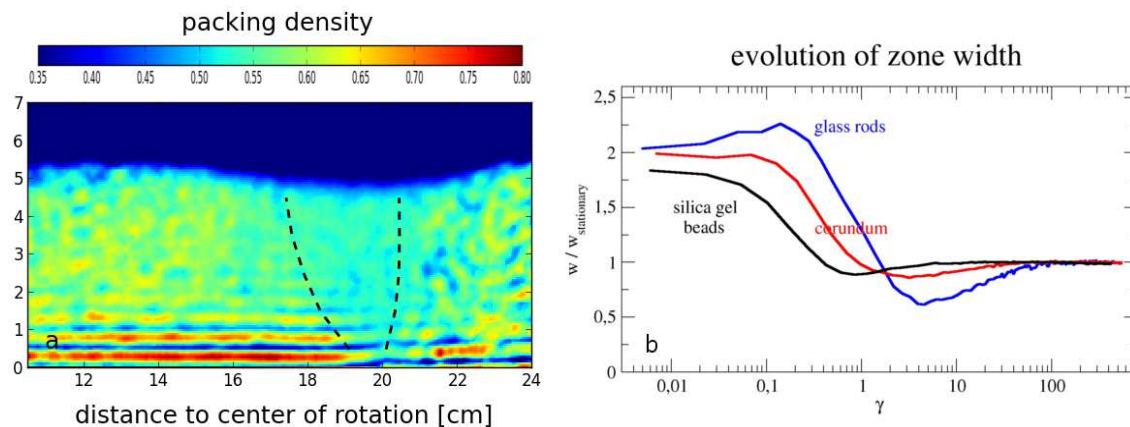 packing density
0.35 0.40 0.45 0.50 0.55 0.60 0.65 0.70 0.75 0.80
7
6
5
4
3
2
1
0
a
12 14 16 18 20 22 24
distance to center of rotation [cm]
evolution of zone width
2,5
2
1,5
1
0,5
0
w / w_stationary
glass rods
silica gel
beads
corundum
b
0,01 0,1 1 10 100
γ